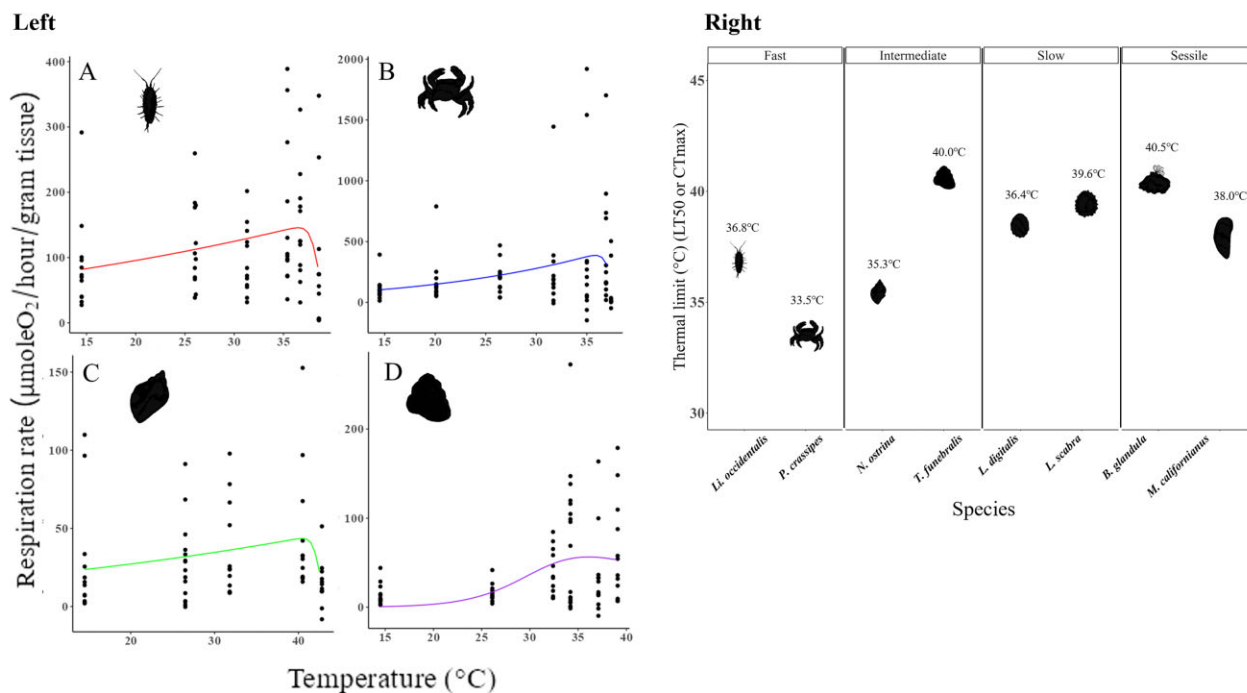 Left
Right
Respiration rate (μmoleO₂/hour/gram tissue)
A
400
300
200
100
0
15 20 25 30 35
B
2000
1500
1000
500
0
15 20 25 30 35
C
150
100
50
0
20 30 40
D
200
100
0
15 20 25 30 35 40
Temperature (°C)
Fast Intermediate Slow Sessile
Thermal limit (°C) (LT50 or CTmax)
45
40
35
30
36.8°C
33.5°C
35.3°C
40.0°C
36.4°C
39.6°C
40.5°C
38.0°C
Li. occidentalis
P. crassipes
N. ostrina
T. funebralis
L. digitalis
L. scabra
B. glandula
M. californianus
Species